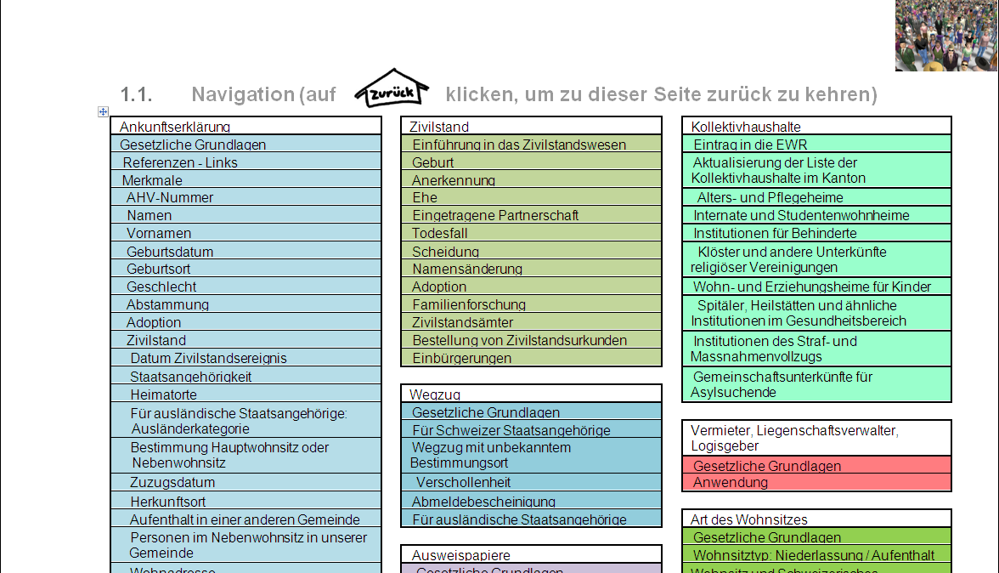 1.1. Navigation (auf zurück klicken, um zu dieser Seite zurück zu kehren)
Ankunftserklärung
Gesetzliche Grundlagen
Referenzen - Links
Merkmale
AHV-Nummer
Namen
Vornamen
Geburtsdatum
Geburtsort
Geschlecht
Abstammung
Adoption
Zivilstand
Datum Zivilstandsereignis
Staatsangehörigkeit
Heimatorte
Für ausländische Staatsangehörige:
Ausländerkategorie
Bestimmung Hauptwohnsitz oder
Nebenwohnsitz
Zuzugsdatum
Herkunftsort
Aufenthalt in einer anderen Gemeinde
Personen im Nebenwohnsitz in unserer
Gemeinde
Wohnadresse
Zivilstand
Einführung in das Zivilstandswesen
Geburt
Anerkennung
Ehe
Eingetragene Partnerschaft
Todesfall
Scheidung
Namensänderung
Adoption
Familienforschung
Zivilstandsämter
Bestellung von Zivilstandsurkunden
Einbürgerungen
Wegzug
Gesetzliche Grundlagen
Für Schweizer Staatsangehörige
Wegzug mit unbekanntem
Bestimmungsort
Verschollenheit
Abmeldebescheinigung
Für ausländische Staatsangehörige
Ausweispapiere
Gesetzliche Grundlagen
Kollektivhaushalte
Eintrag in die EWR
Aktualisierung der Liste der
Kollektivhaushalte im Kanton
Alters- und Pflegeheime
Internate und Studentenwohnheime
Institutionen für Behinderte
Klöster und andere Unterkünfte
religiöser Vereinigungen
Wohn- und Erziehungsheime für Kinder
Spitäler, Heilstätten und ähnliche
Institutionen im Gesundheitsbereich
Institutionen des Straf- und
Massnahmenvollzugs
Gemeinschaftsunterkünfte für
Asylsuchende
Vermieter, Liegenschaftsverwalter,
Logisgeber
Gesetzliche Grundlagen
Anwendung
Art des Wohnsitzes
Gesetzliche Grundlagen
Wohnsitztyp: Niederlassung / Aufenthalt
Wohnsitz und Schweizerisches